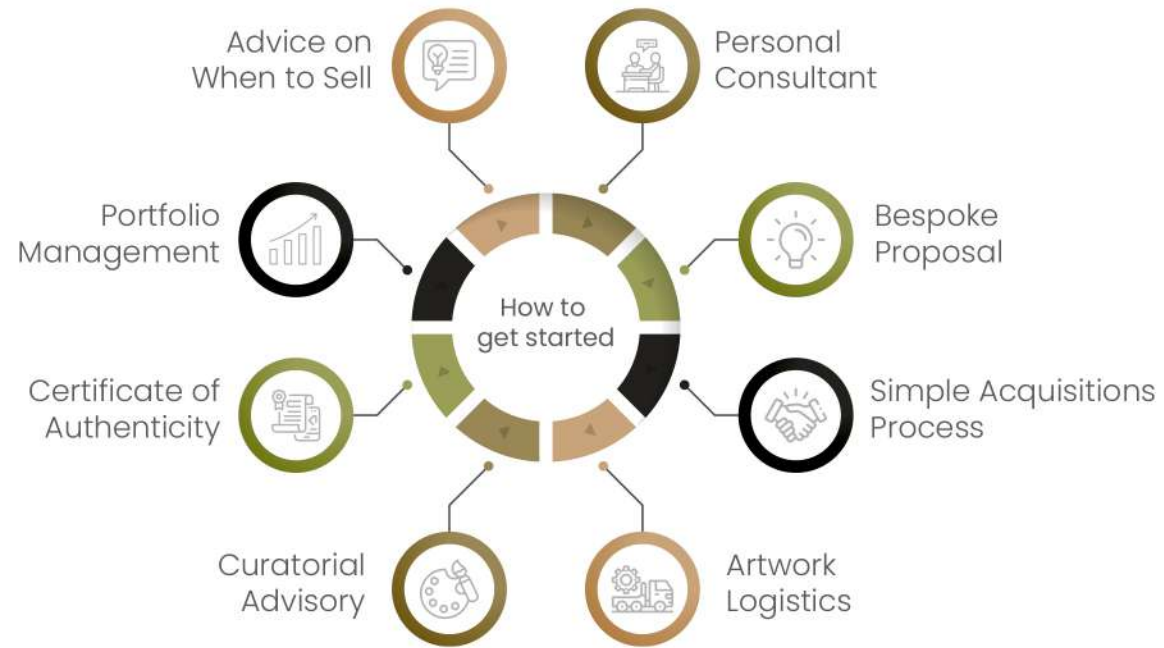 Advice on
When to Sell
Personal
Consultant
Portfolio
Management
Bespoke
Proposal
How to
get started
Certificate of
Authenticity
Simple Acquisitions
Process
Curatorial
Advisory
Artwork
Logistics